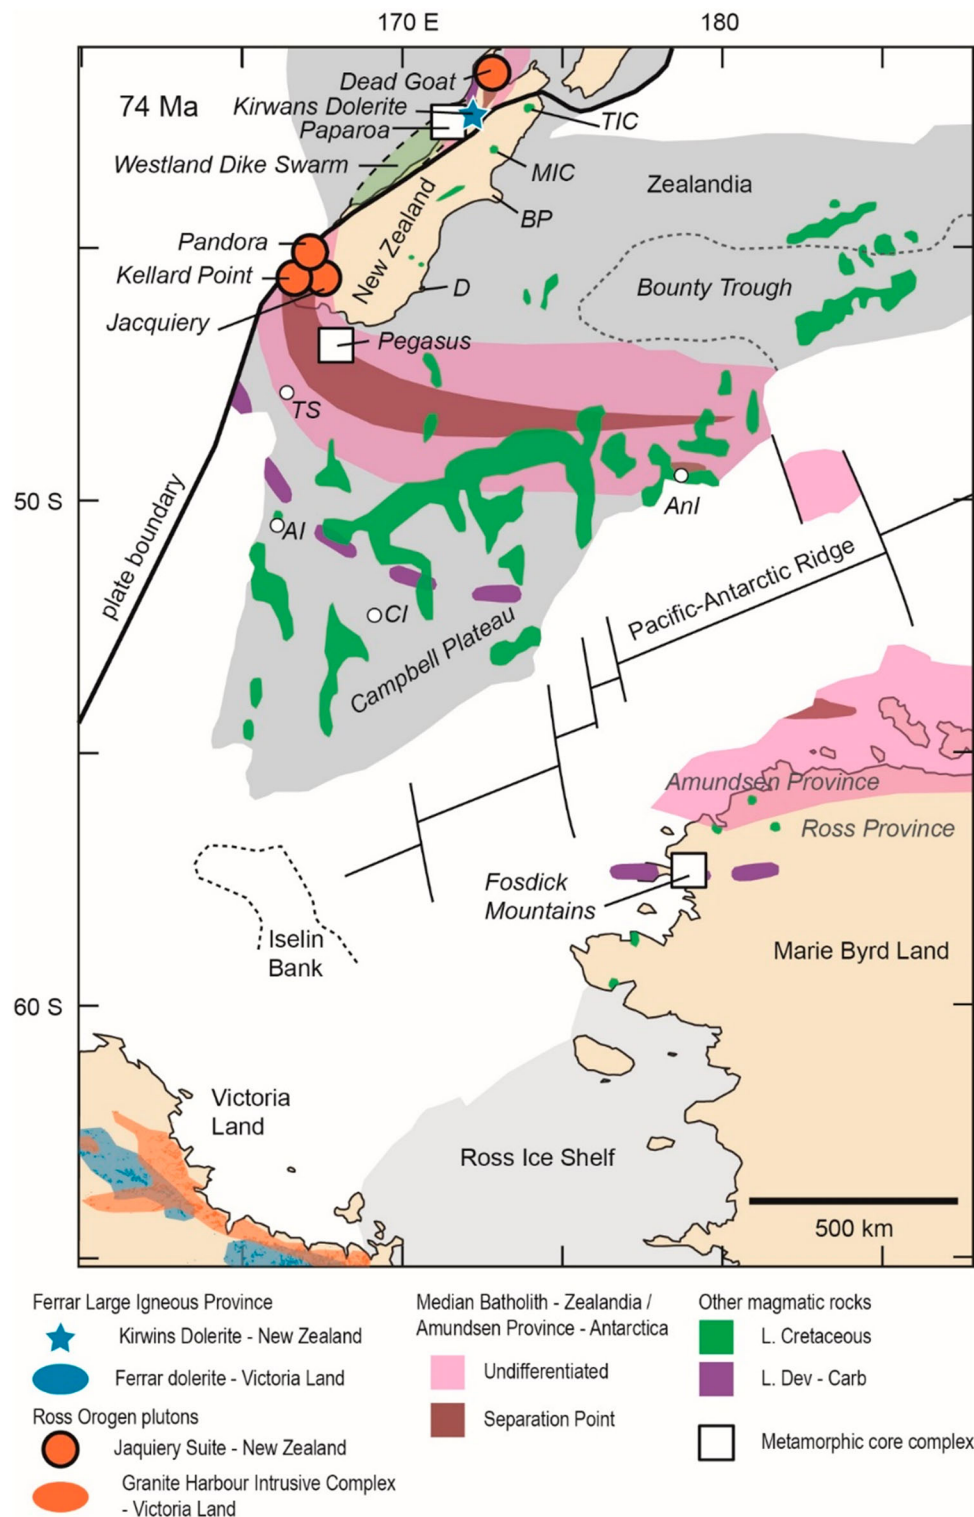 170 E
180
74 Ma
Dead Goat
Kirwans Dolerite
Paparoa
TIC
Westland Dike Swarm
MIC
Zealandia
BP
New Zealand
Pandora
Kellard Point
Bounty Trough
D
Jacquiery
Pegasus
TS
plate boundary
50 S
AnI
AI
Pacific-Antarctic Ridge
CI
Campbell Plateau
Amundsen Province
Ross Province
Fosdick
Mountains
Iselin
Bank
Marie Byrd Land
60 S
Victoria
Land
Ross Ice Shelf
500 km
Ferrar Large Igneous Province
Kirwins Dolerite - New Zealand
Ferrar dolerite - Victoria Land
Ross Orogen plutons
Jaquiery Suite - New Zealand
Granite Harbour Intrusive Complex
- Victoria Land
Median Batholith - Zealandia /
Amundsen Province - Antarctica
Undifferentiated
Separation Point
Other magmatic rocks
L. Cretaceous
L. Dev - Carb
Metamorphic core complex